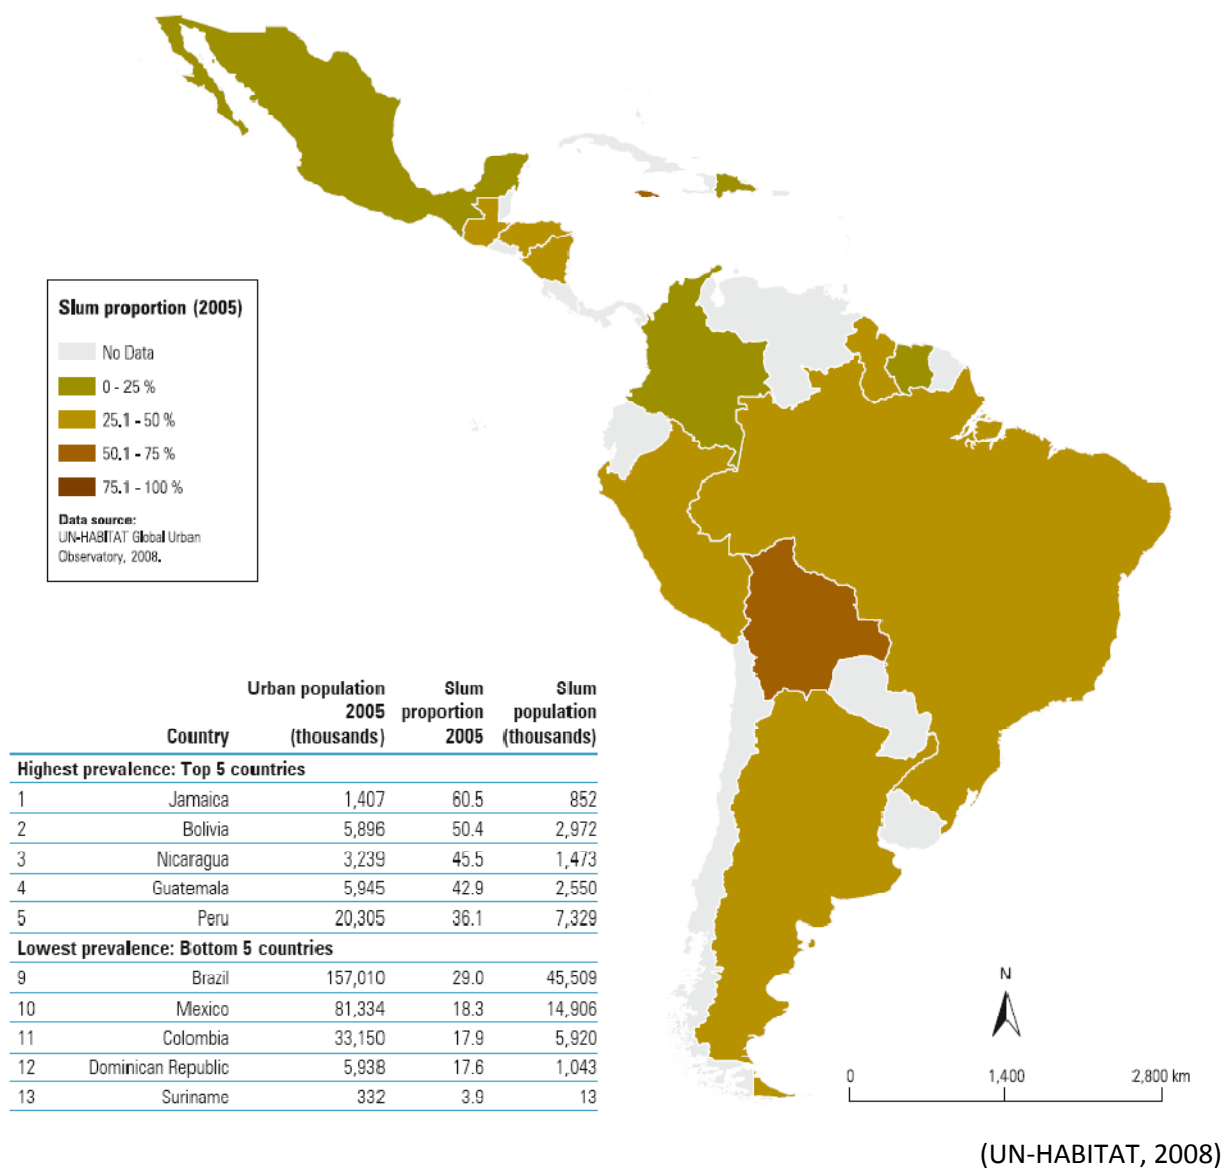 Slum proportion (2005)
No Data
0 - 25 %
25.1 - 50 %
50.1 - 75 %
75.1 - 100 %
Data source:
UN-HABITAT Global Urban
Observatory, 2008.
Urban population Slum Slum
2005 proportion population
Country (thousands) 2005 (thousands)
Highest prevalence: Top 5 countries
1 Jamaica 1,407 60.5 852
2 Bolivia 5,896 50.4 2,972
3 Nicaragua 3,239 45.5 1,473
4 Guatemala 5,945 42.9 2,550
5 Peru 20,305 36.1 7,329
Lowest prevalence: Bottom 5 countries
9 Brazil 157,010 29.0 45,509
10 Mexico 81,334 18.3 14,906
11 Colombia 33,150 17.9 5,920
12 Dominican Republic 5,938 17.6 1,043
13 Suriname 332 3.9 13
N
0 1,400 2,800 km
(UN-HABITAT, 2008)